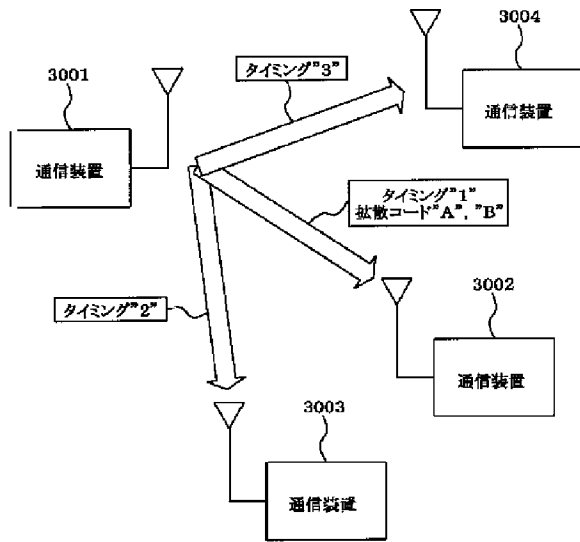 3004
タイミング"3"
3001
通信装置
通信装置
タイミング"1"
拡散コード"A", "B"
3002
タイミング"2"
通信装置
3003
通信装置